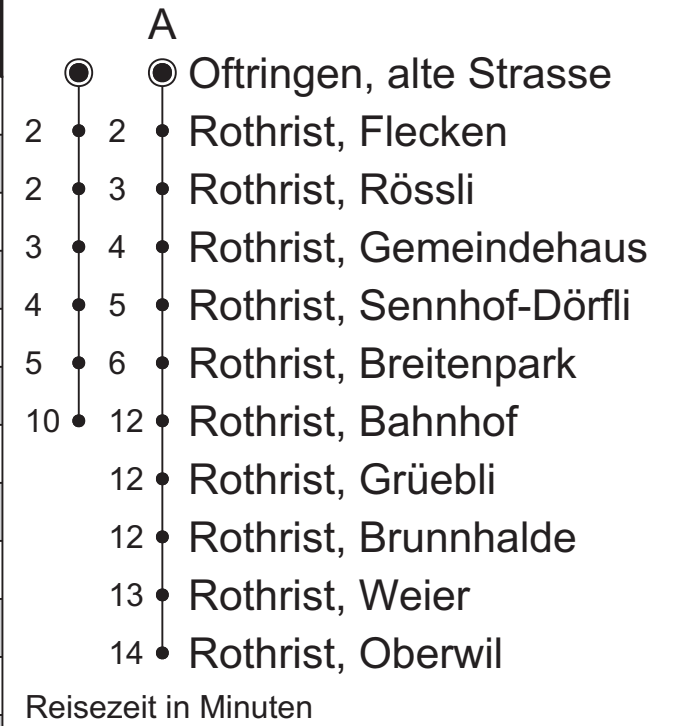 A
Oftringen, alte Strasse
2 2 Rothrist, Flecken
2 3 Rothrist, Rössli
3 4 Rothrist, Gemeindehaus
4 5 Rothrist, Sennhof-Dörfli
5 6 Rothrist, Breitenpark
10 12 Rothrist, Bahnhof
12 Rothrist, Grüebli
12 Rothrist, Brunnhalde
13 Rothrist, Weier
14 Rothrist, Oberwil
Reisezeit in Minuten